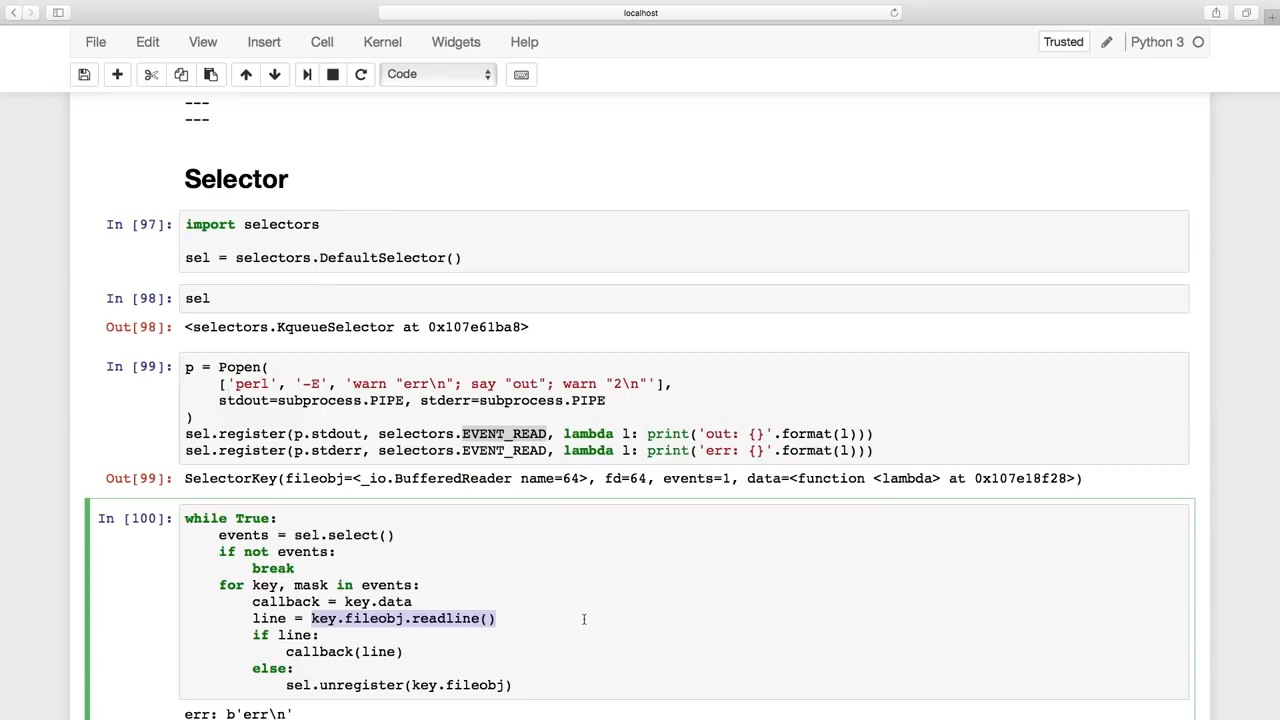 localhost
File Edit View Insert Cell Kernel Widgets Help Trusted Python 3
Code
---
---
Selector
In [97]: import selectors
sel = selectors.DefaultSelector()
In [98]: sel
Out[98]: <selectors.KqueueSelector at 0x107e61ba8>
In [99]: p = Popen(
['perl', '-E', 'warn "err\n"; say "out"; warn "2\n"'],
stdout=subprocess.PIPE, stderr=subprocess.PIPE
)
sel.register(p.stdout, selectors.EVENT_READ, lambda l: print('out: {}'.format(l)))
sel.register(p.stderr, selectors.EVENT_READ, lambda l: print('err: {}'.format(l)))
Out[99]: SelectorKey(fileobj=<_io.BufferedReader name=64>, fd=64, events=1, data=<function <lambda> at 0x107e18f28>)
In [100]: while True:
events = sel.select()
if not events:
break
for key, mask in events:
callback = key.data
line = key.fileobj.readline()
if line:
callback(line)
else:
sel.unregister(key.fileobj)
err: b'err\n'